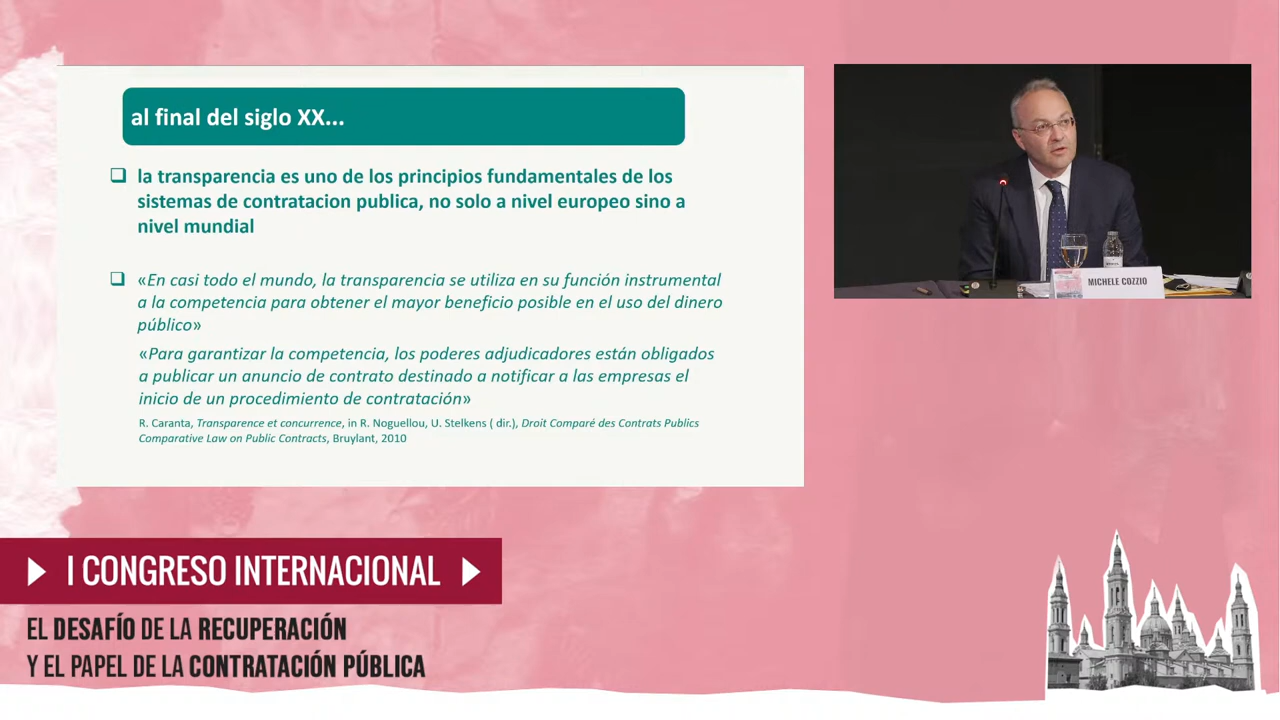 al final del siglo XX...
❑ la transparencia es uno de los principios fundamentales de los
sistemas de contratacion publica, no solo a nivel europeo sino a
nivel mundial
❑ «En casi todo el mundo, la transparencia se utiliza en su función instrumental
a la competencia para obtener el mayor beneficio posible en el uso del dinero
público»
«Para garantizar la competencia, los poderes adjudicadores están obligados
a publicar un anuncio de contrato destinado a notificar a las empresas el
inicio de un procedimiento de contratación»
R. Caranta, Transparence et concurrence, in R. Noguellou, U. Stelkens ( dir.), Droit Comparé des Contrats Publics
Comparative Law on Public Contracts, Bruylant, 2010
MICHELE COZZIO
I CONGRESO INTERNACIONAL
EL DESAFÍO DE LA RECUPERACIÓN
Y EL PAPEL DE LA CONTRATACIÓN PÚBLICA